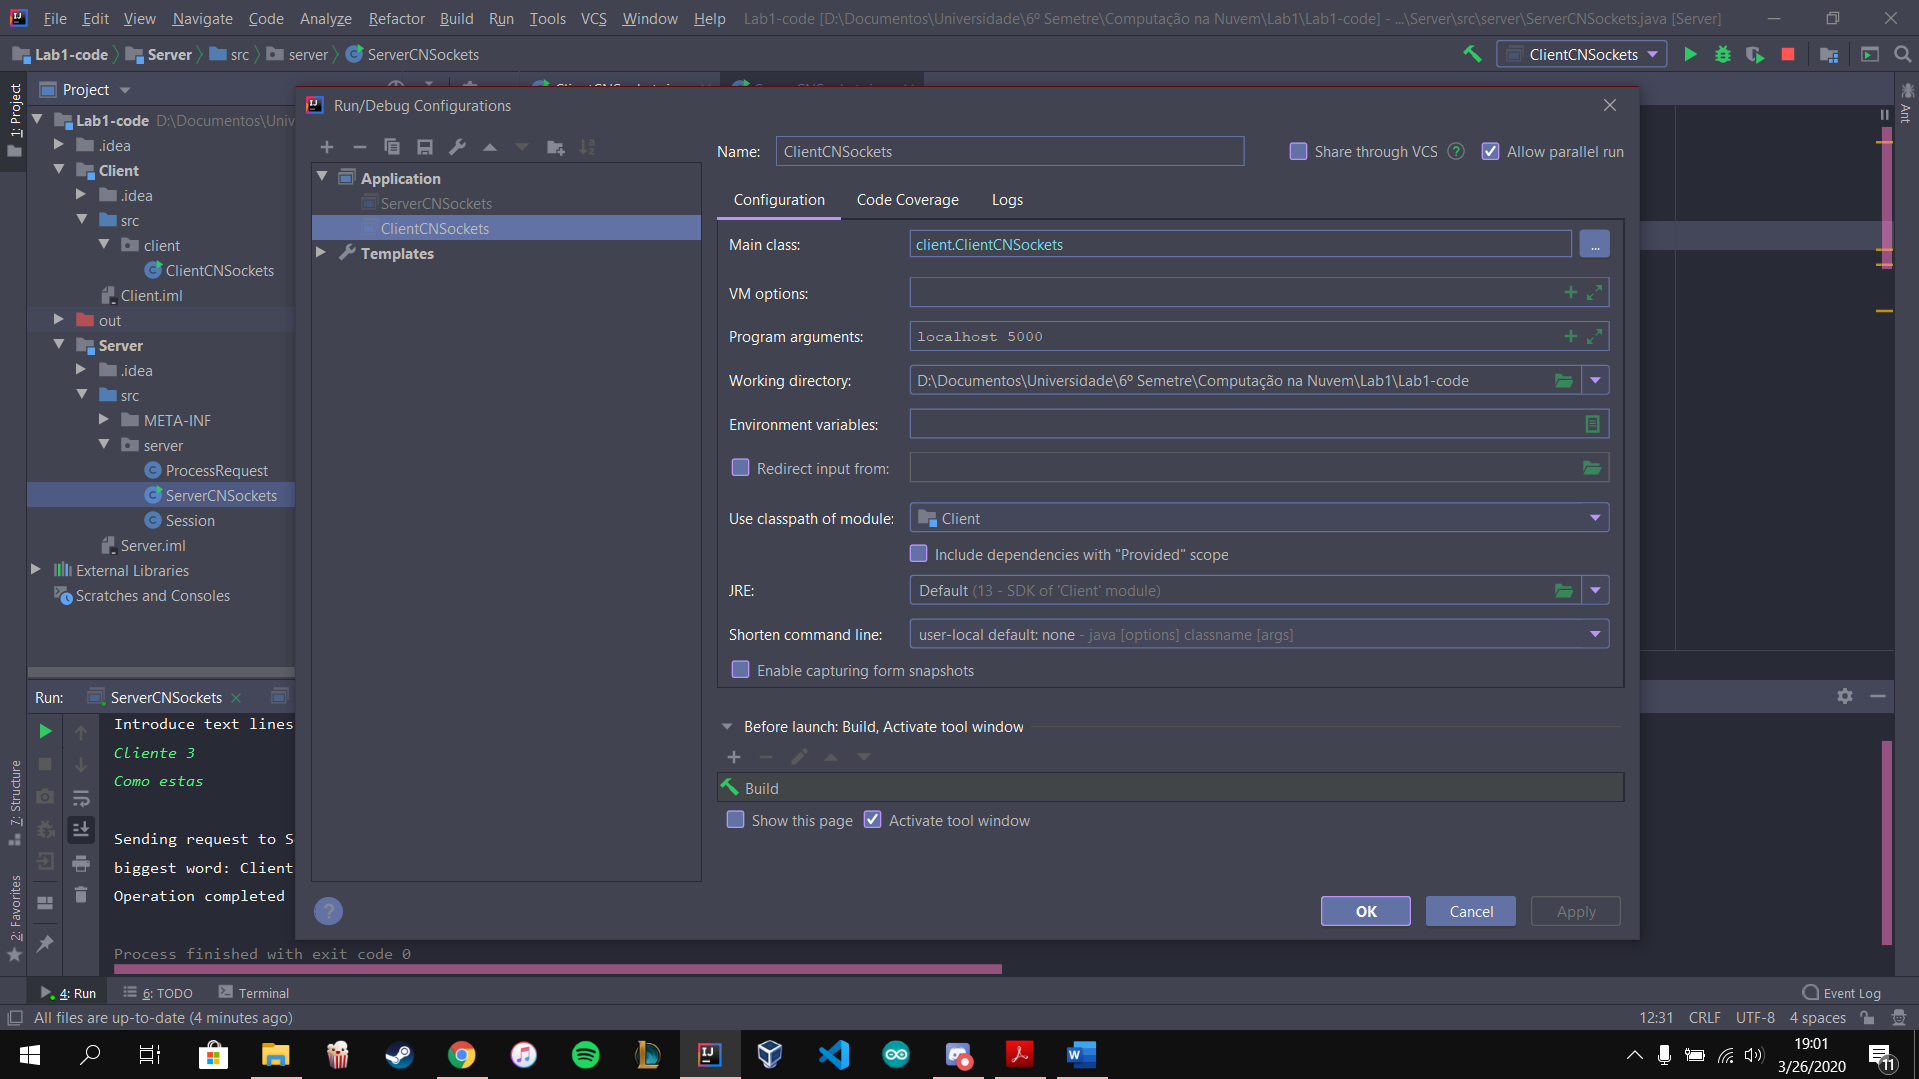 File Edit View Navigate Code Analyze Refactor Build Run Tools VCS Window Help Lab1-code [D:\Documentos\Universidade\6º Semetre\Computação na Nuvem\Lab1\Lab1-code] - ...\Server\src\server\ServerCNSockets.java [Server]
Lab1-code Server src server ServerCNSockets
ClientCNSockets
1: Project
Project
Ant
Run/Debug Configurations
Lab1-code D:\Documentos\Univ
.idea
Client
.idea
src
client
ClientCNSockets
Client.iml
out
Server
.idea
src
META-INF
server
ProcessRequest
ServerCNSockets
Session
Server.iml
External Libraries
Scratches and Consoles
Application
ServerCNSockets
ClientCNSockets
Templates
Name: ClientCNSockets
Share through VCS ?
Allow parallel run
Configuration Code Coverage Logs
Main class: client.ClientCNSockets ...
VM options:
Program arguments: localhost 5000
Working directory: D:\Documentos\Universidade\6º Semetre\Computação na Nuvem\Lab1\Lab1-code
Environment variables:
Redirect input from:
Use classpath of module: Client
Include dependencies with "Provided" scope
JRE: Default (13 - SDK of 'Client' module)
Shorten command line: user-local default: none - java [options] classname [args]
Enable capturing form snapshots
Before launch: Build, Activate tool window
Build
Show this page Activate tool window
? OK Cancel Apply
Run: ServerCNSockets
Introduce text lines
Cliente 3
Como estas
Sending request to S
biggest word: Client
Operation completed
Process finished with exit code 0
7: Structure
2: Favorites
4: Run 6: TODO Terminal Event Log
All files are up-to-date (4 minutes ago) 12:31 CRLF UTF-8 4 spaces
19:01
3/26/2020
11